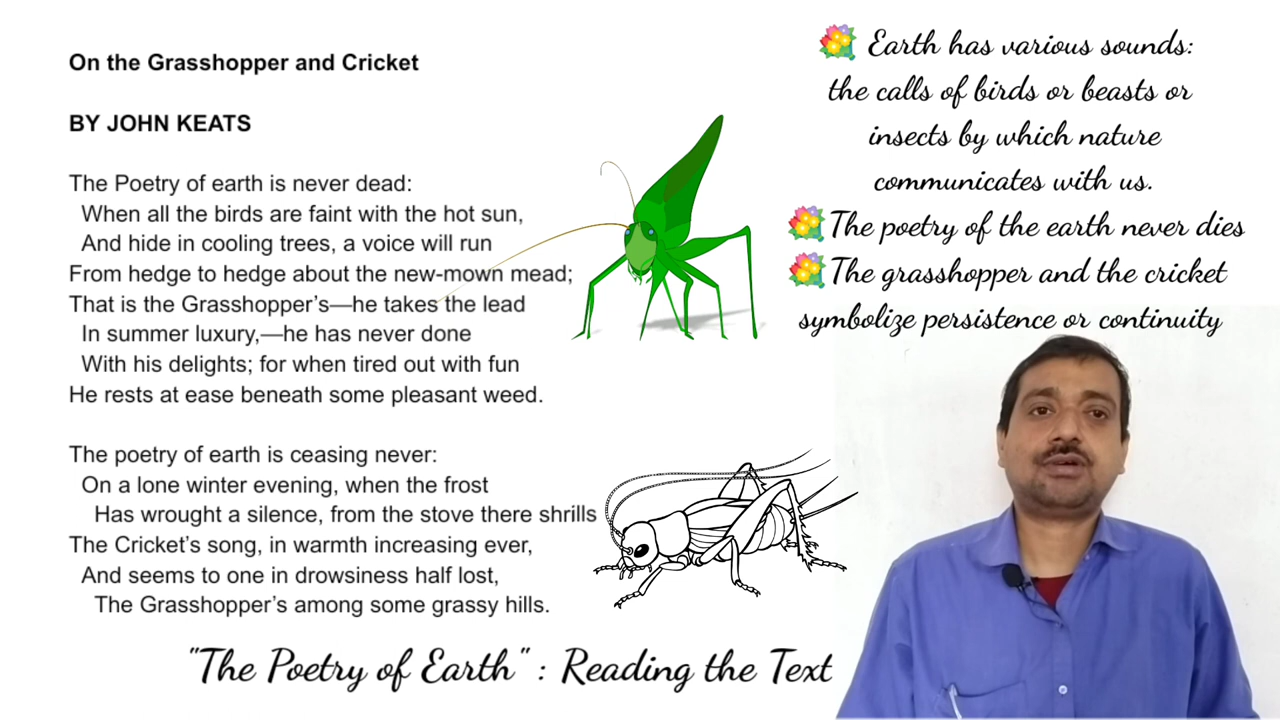 On the Grasshopper and Cricket
BY JOHN KEATS
The Poetry of earth is never dead:
When all the birds are faint with the hot sun,
And hide in cooling trees, a voice will run
From hedge to hedge about the new-mown mead;
That is the Grasshopper’s—he takes the lead
In summer luxury,—he has never done
With his delights; for when tired out with fun
He rests at ease beneath some pleasant weed.
The poetry of earth is ceasing never:
On a lone winter evening, when the frost
Has wrought a silence, from the stove there shrills
The Cricket’s song, in warmth increasing ever,
And seems to one in drowsiness half lost,
The Grasshopper’s among some grassy hills.
Earth has various sounds:
the calls of birds or beasts or
insects by which nature
communicates with us.
The poetry of the earth never dies
The grasshopper and the cricket
symbolize persistence or continuity
"The Poetry of Earth" : Reading the Text